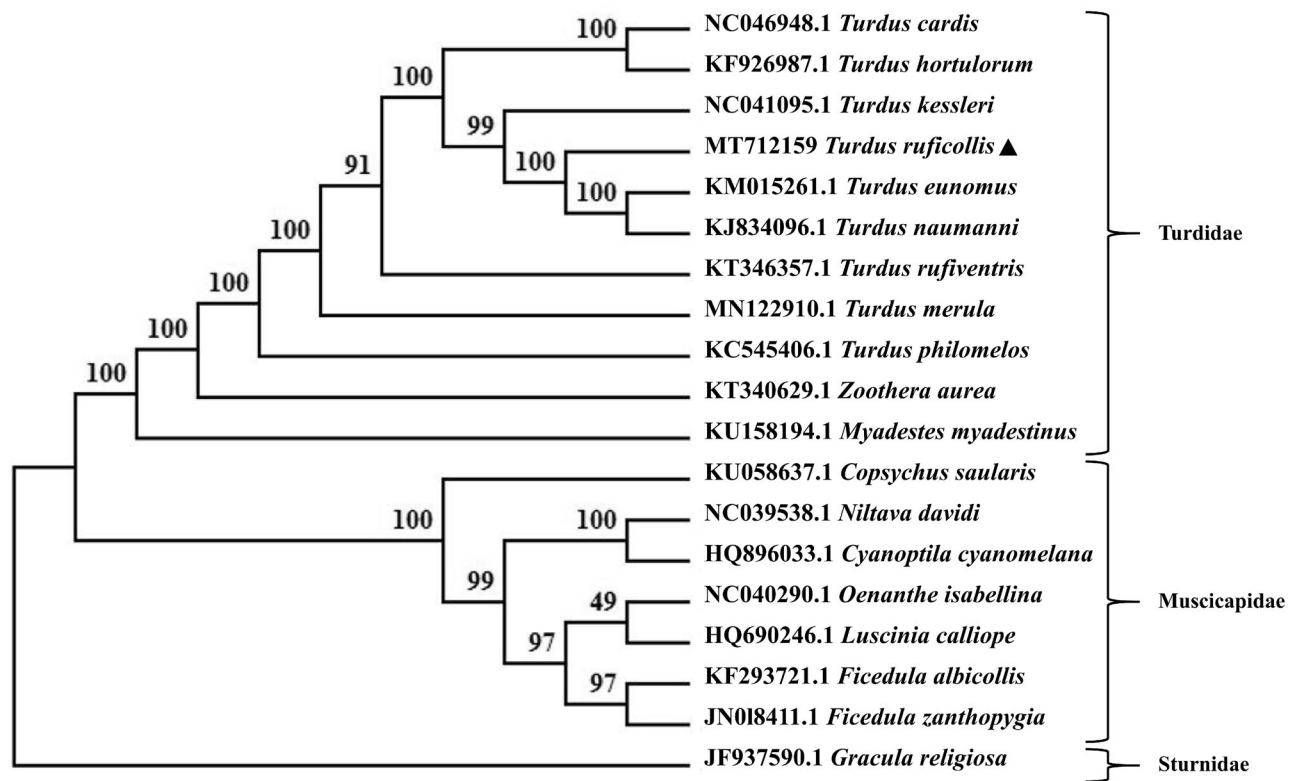 NC046948.1 Turdus cardis
100
KF926987.1 Turdus hortulorum
100
NC041095.1 Turdus kessleri
99
MT712159 Turdus ruficollis▲
91
100
KM015261.1 Turdus eunomus
100
KJ834096.1 Turdus naumanni
Turdidae
100
KT346357.1 Turdus rufiventris
100
MN122910.1 Turdus merula
100
KC545406.1 Turdus philomelos
100
KT340629.1 Zoothera aurea
KU158194.1 Myadestes myadestinus
KU058637.1 Copsychus saularis
100
NC039538.1 Niltava davidi
100
HQ896033.1 Cyanoptila cyanomelana
99
NC040290.1 Oenanthe isabellina
49
Muscicapidae
HQ690246.1 Luscinia calliope
97
KF293721.1 Ficedula albicollis
97
JN0l8411.1 Ficedula zanthopygia
JF937590.1 Gracula religiosa
Sturnidae